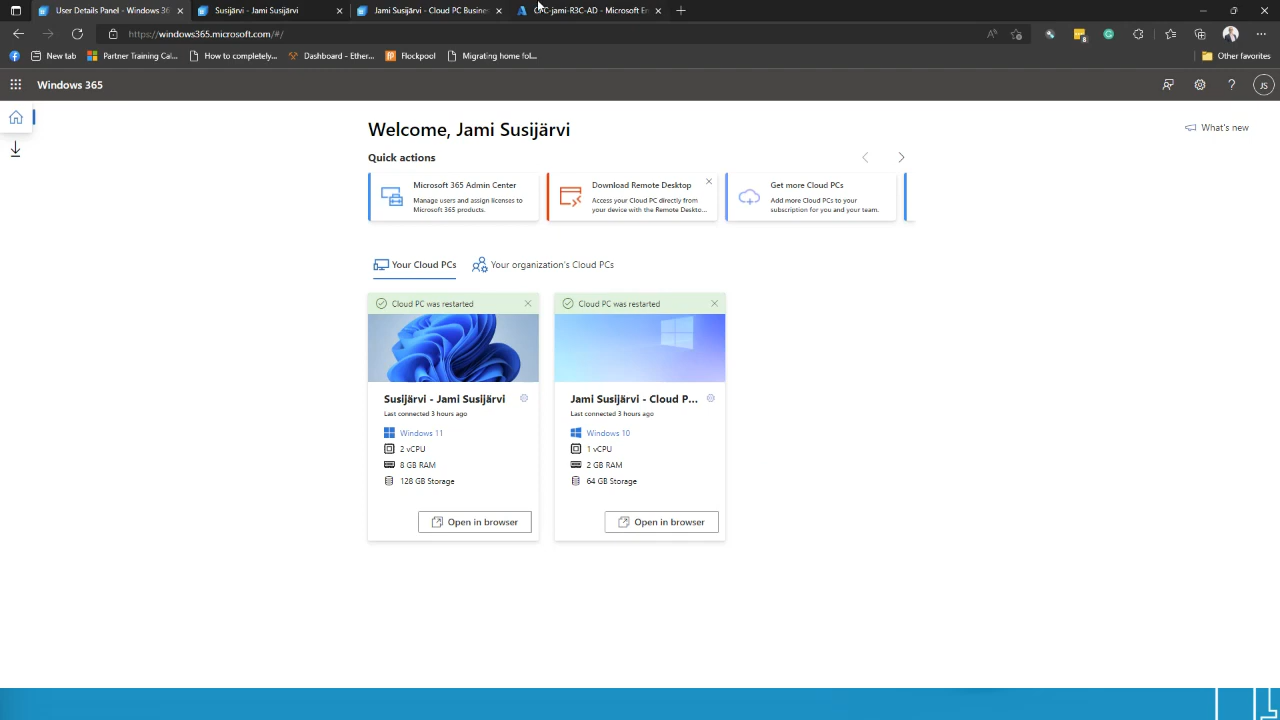 User Details Panel - Windows 36
Susijärvi - Jami Susijärvi
Jami Susijärvi - Cloud PC Busines
CPC-jami-R3C-AD - Microsoft En
https://windows365.microsoft.com/#/
New tab
Partner Training Cal...
How to completely...
Dashboard - Ether...
Flockpool
Migrating home fol...
Other favorites
Windows 365
JS
Welcome, Jami Susijärvi
What's new
Quick actions
Microsoft 365 Admin Center
Manage users and assign licenses to
Microsoft 365 products.
Download Remote Desktop
Access your Cloud PC directly from
your device with the Remote Deskto...
Get more Cloud PCs
Add more Cloud PCs to your
subscription for you and your team.
Your Cloud PCs
Your organization's Cloud PCs
Cloud PC was restarted
Susijärvi - Jami Susijärvi
Last connected 3 hours ago
Windows 11
2 vCPU
8 GB RAM
128 GB Storage
Open in browser
Cloud PC was restarted
Jami Susijärvi - Cloud P...
Last connected 3 hours ago
Windows 10
1 vCPU
2 GB RAM
64 GB Storage
Open in browser